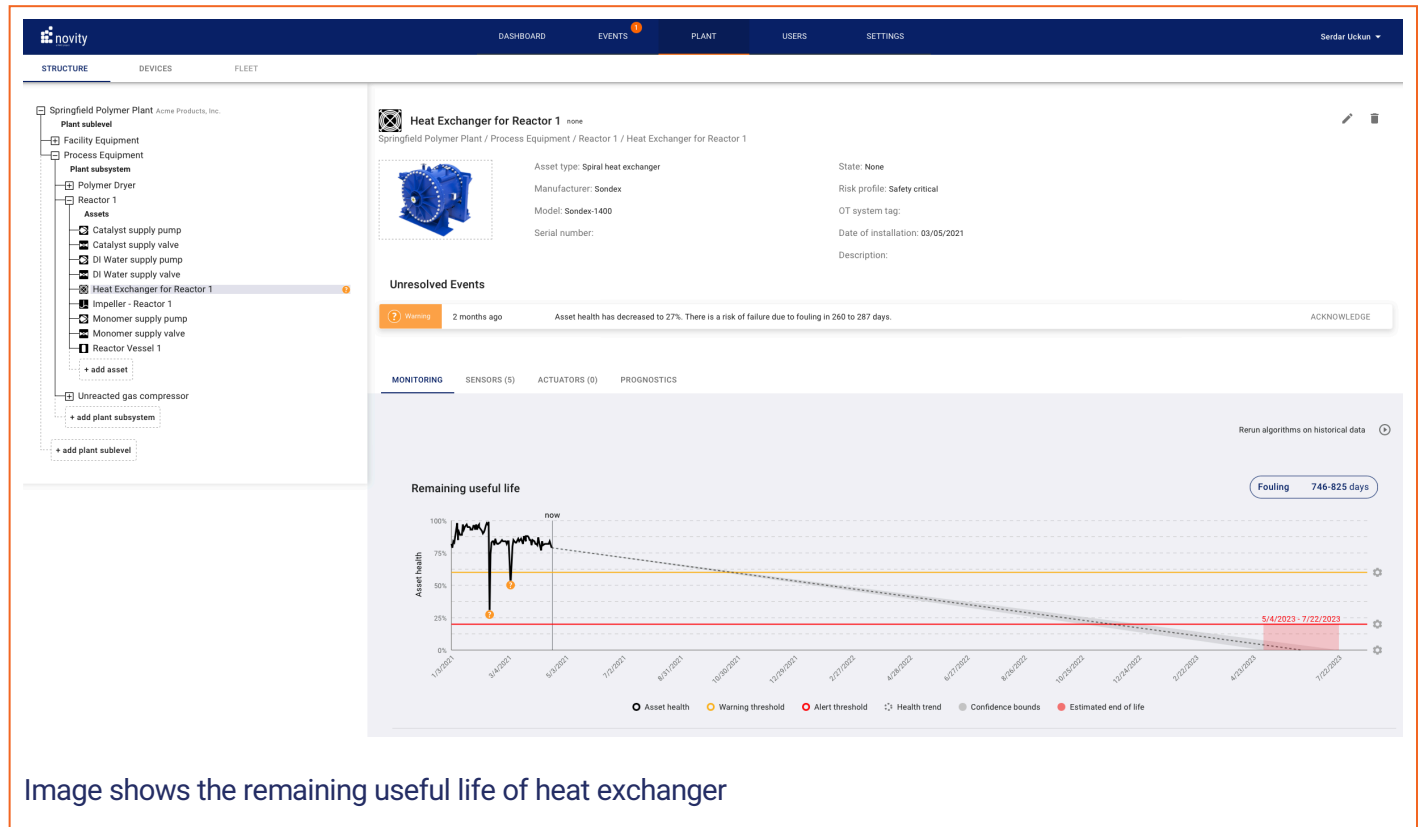 novity
DASHBOARD EVENTS 1 PLANT USERS SETTINGS Serdar Uckun
STRUCTURE DEVICES FLEET
Springfield Polymer Plant Acme Products, Inc.
Plant sublevel
Facility Equipment
Process Equipment
Plant subsystem
Polymer Dryer
Reactor 1
Assets
Catalyst supply pump
Catalyst supply valve
DI Water supply pump
DI Water supply valve
Heat Exchanger for Reactor 1 ?
Impeller - Reactor 1
Monomer supply pump
Monomer supply valve
Reactor Vessel 1
+ add asset
Unreacted gas compressor
+ add plant subsystem
+ add plant sublevel
Heat Exchanger for Reactor 1 none
Springfield Polymer Plant / Process Equipment / Reactor 1 / Heat Exchanger for Reactor 1
Asset type: Spiral heat exchanger
Manufacturer: Sondex
Model: Sondex-1400
Serial number:
State: None
Risk profile: Safety critical
OT system tag:
Date of installation: 03/05/2021
Description:
Unresolved Events
? Warning 2 months ago Asset health has decreased to 27%. There is a risk of failure due to fouling in 260 to 287 days. ACKNOWLEDGE
MONITORING SENSORS (5) ACTUATORS (0) PROGNOSTICS
Rerun algorithms on historical data
Remaining useful life
Fouling 746-825 days
now
100%
75%
50%
25%
0%
Asset health
?
?
5/4/2023 - 7/22/2023
1/3/2021 3/4/2021 5/3/2021 7/2/2021 8/31/2021 10/30/2021 12/29/2021 2/27/2022 4/28/2022 6/27/2022 8/26/2022 10/25/2022 12/24/2022 2/22/2023 4/23/2023 7/22/2023
Asset health Warning threshold Alert threshold Health trend Confidence bounds Estimated end of life
Image shows the remaining useful life of heat exchanger